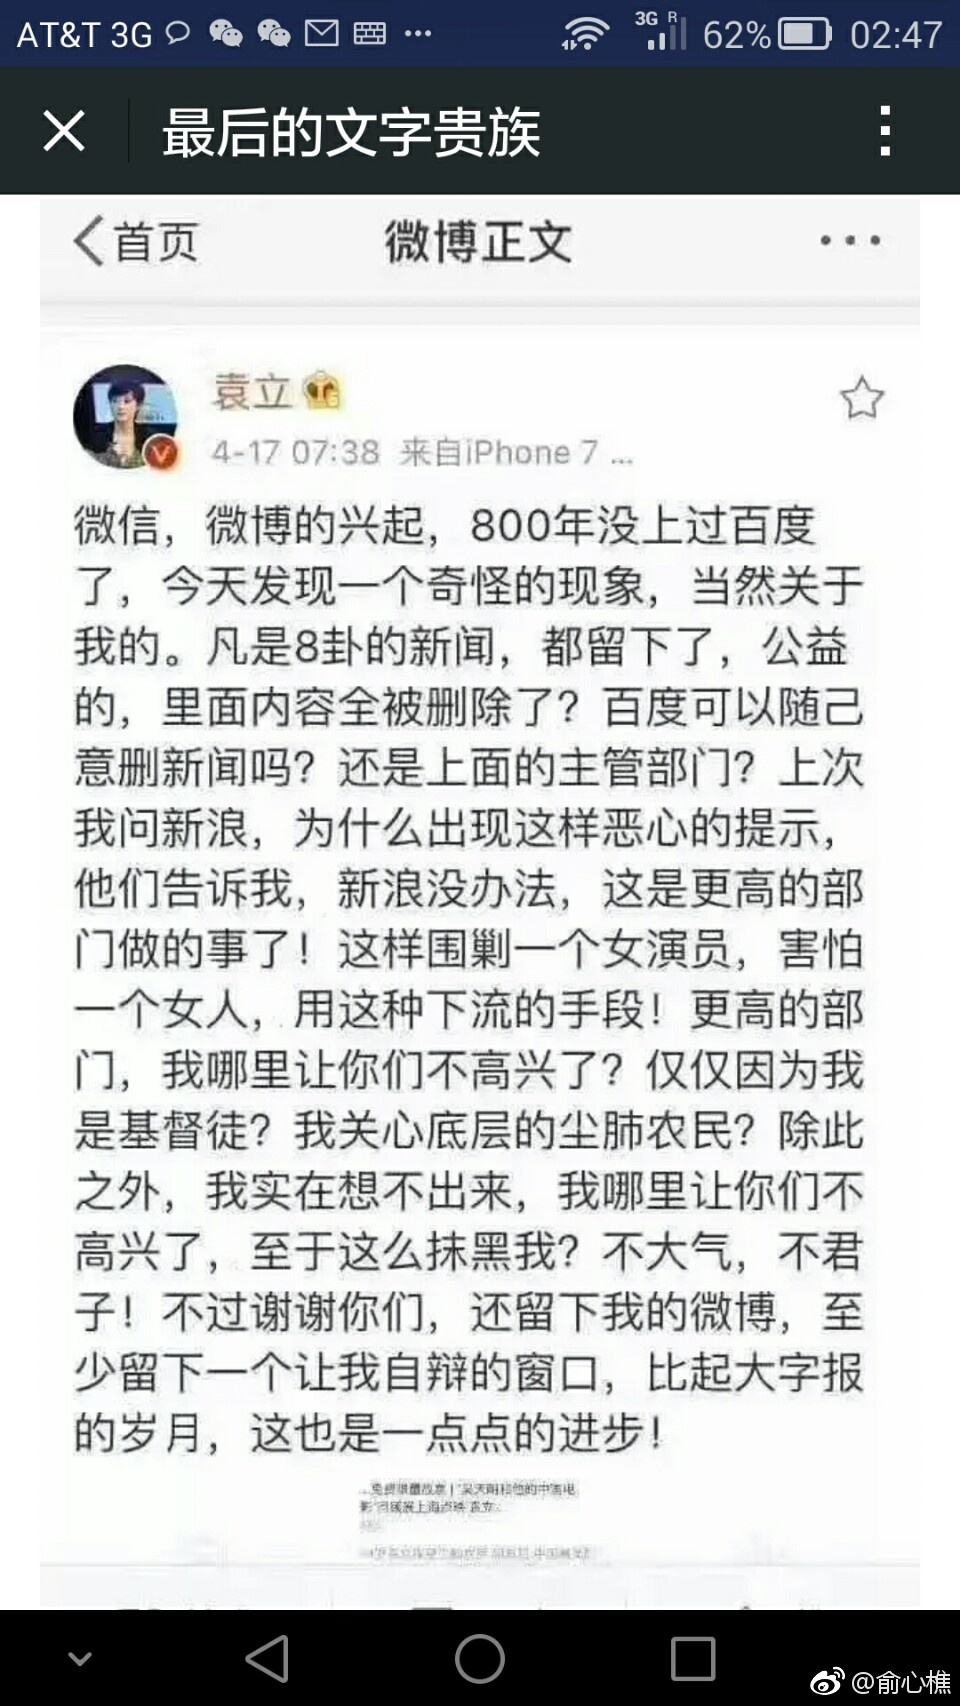 AT&T 3G
3G R
62%
02:47
最后的文字贵族
首页
微博正文
袁立
4-17 07:38 来自iPhone 7 ...
微信，微博的兴起，800年没上过百度
了，今天发现一个奇怪的现象，当然关于
我的。凡是8卦的新闻，都留下了，公益
的，里面内容全被删除了？百度可以随己
意删新闻吗？还是上面的主管部门？上次
我问新浪，为什么出现这样恶心的提示，
他们告诉我，新浪没办法，这是更高的部
门做的事了！这样围剿一个女演员，害怕
一个女人，用这种下流的手段！更高的部
门，我哪里让你们不高兴了？仅仅因为我
是基督徒？我关心底层的尘肺农民？除此
之外，我实在想不出来，我哪里让你们不
高兴了，至于这么抹黑我？不大气，不君
子！不过谢谢你们，还留下我的微博，至
少留下一个让我自辩的窗口，比起大字报
的岁月，这也是一点点的进步！
@俞心樵